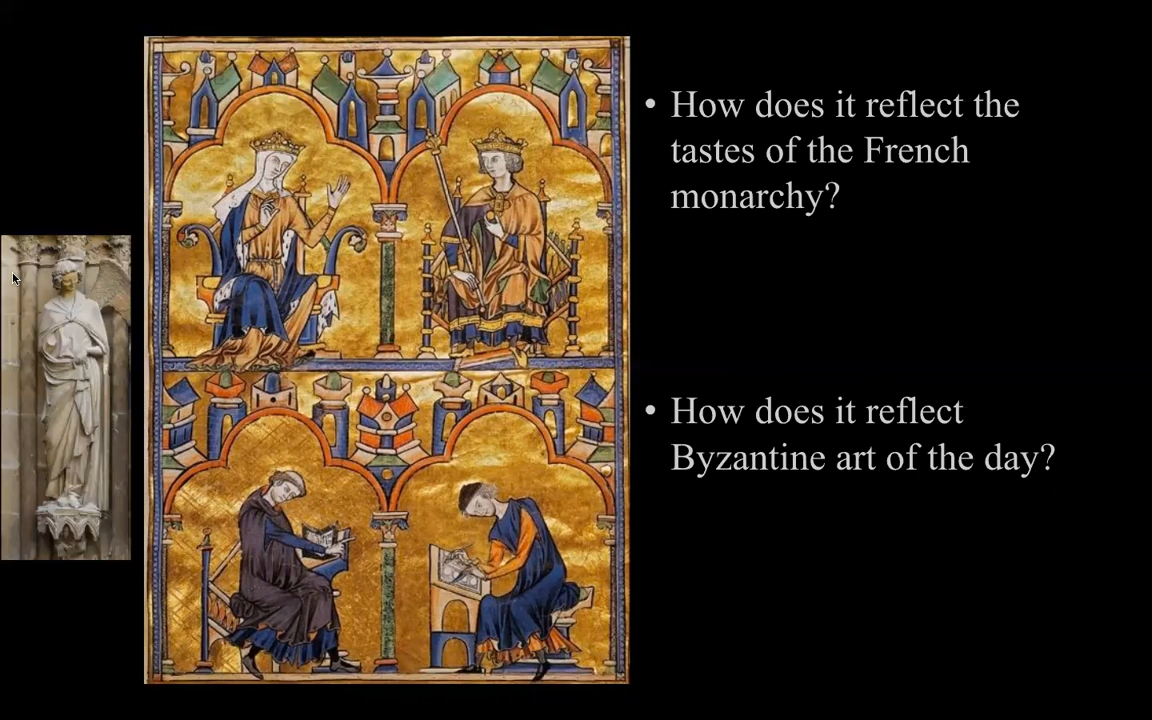 • How does it reflect the
tastes of the French
monarchy?
• How does it reflect
Byzantine art of the day?